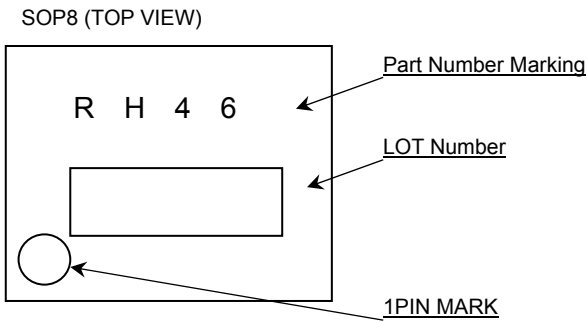 SOP8 (TOP VIEW)
Part Number Marking
R H 4 6
LOT Number
1PIN MARK